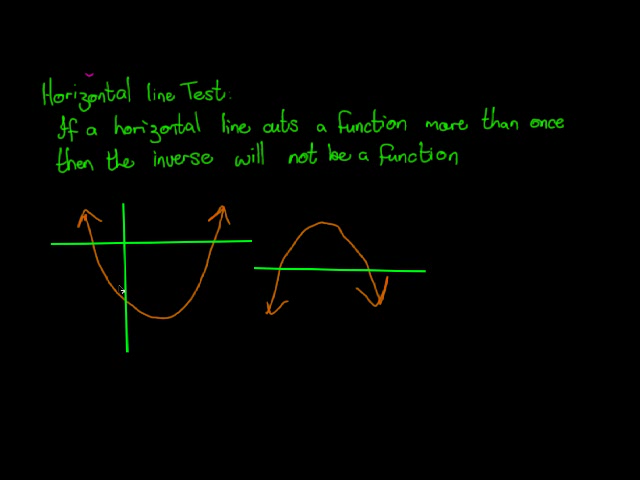 Horizontal line Test:
If a horizontal line cuts a function more than once
then the inverse will not be a function